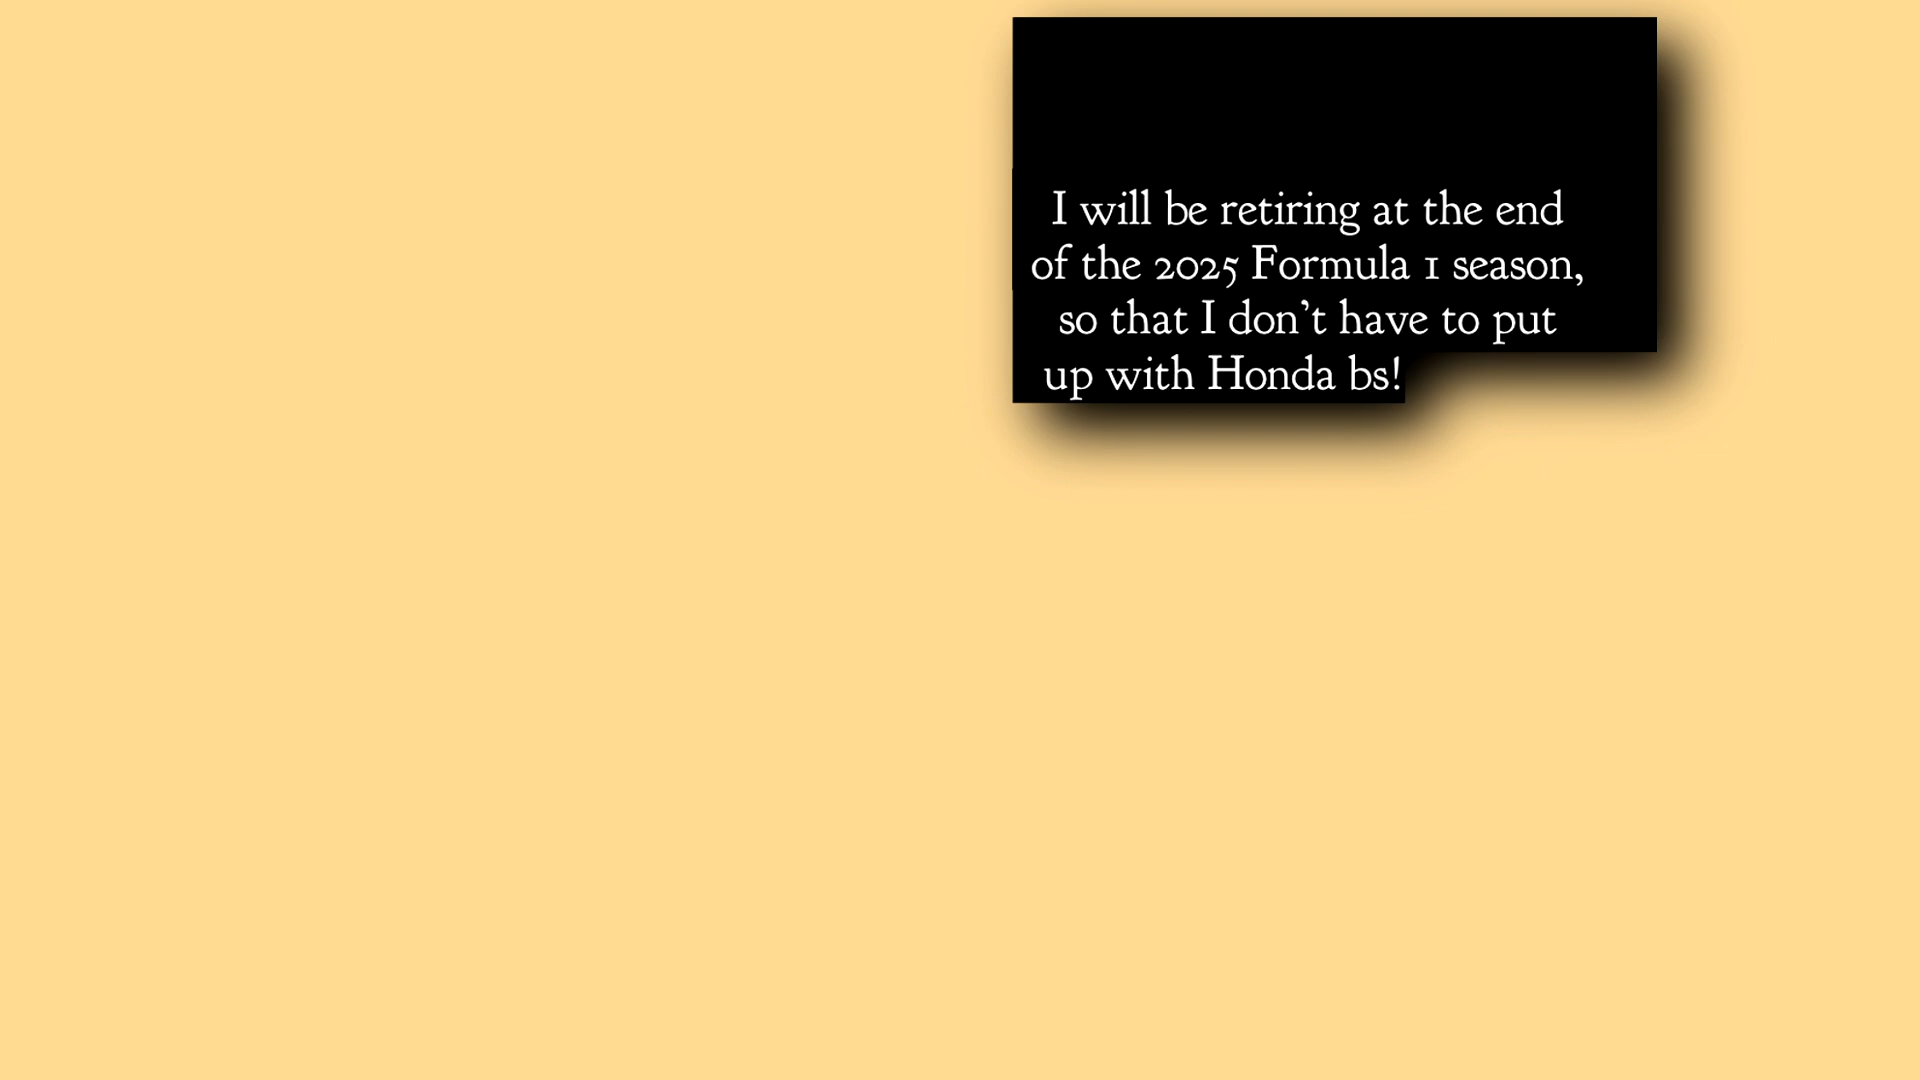 I will be retiring at the end
of the 2025 Formula 1 season,
so that I don’t have to put
up with Honda bs!